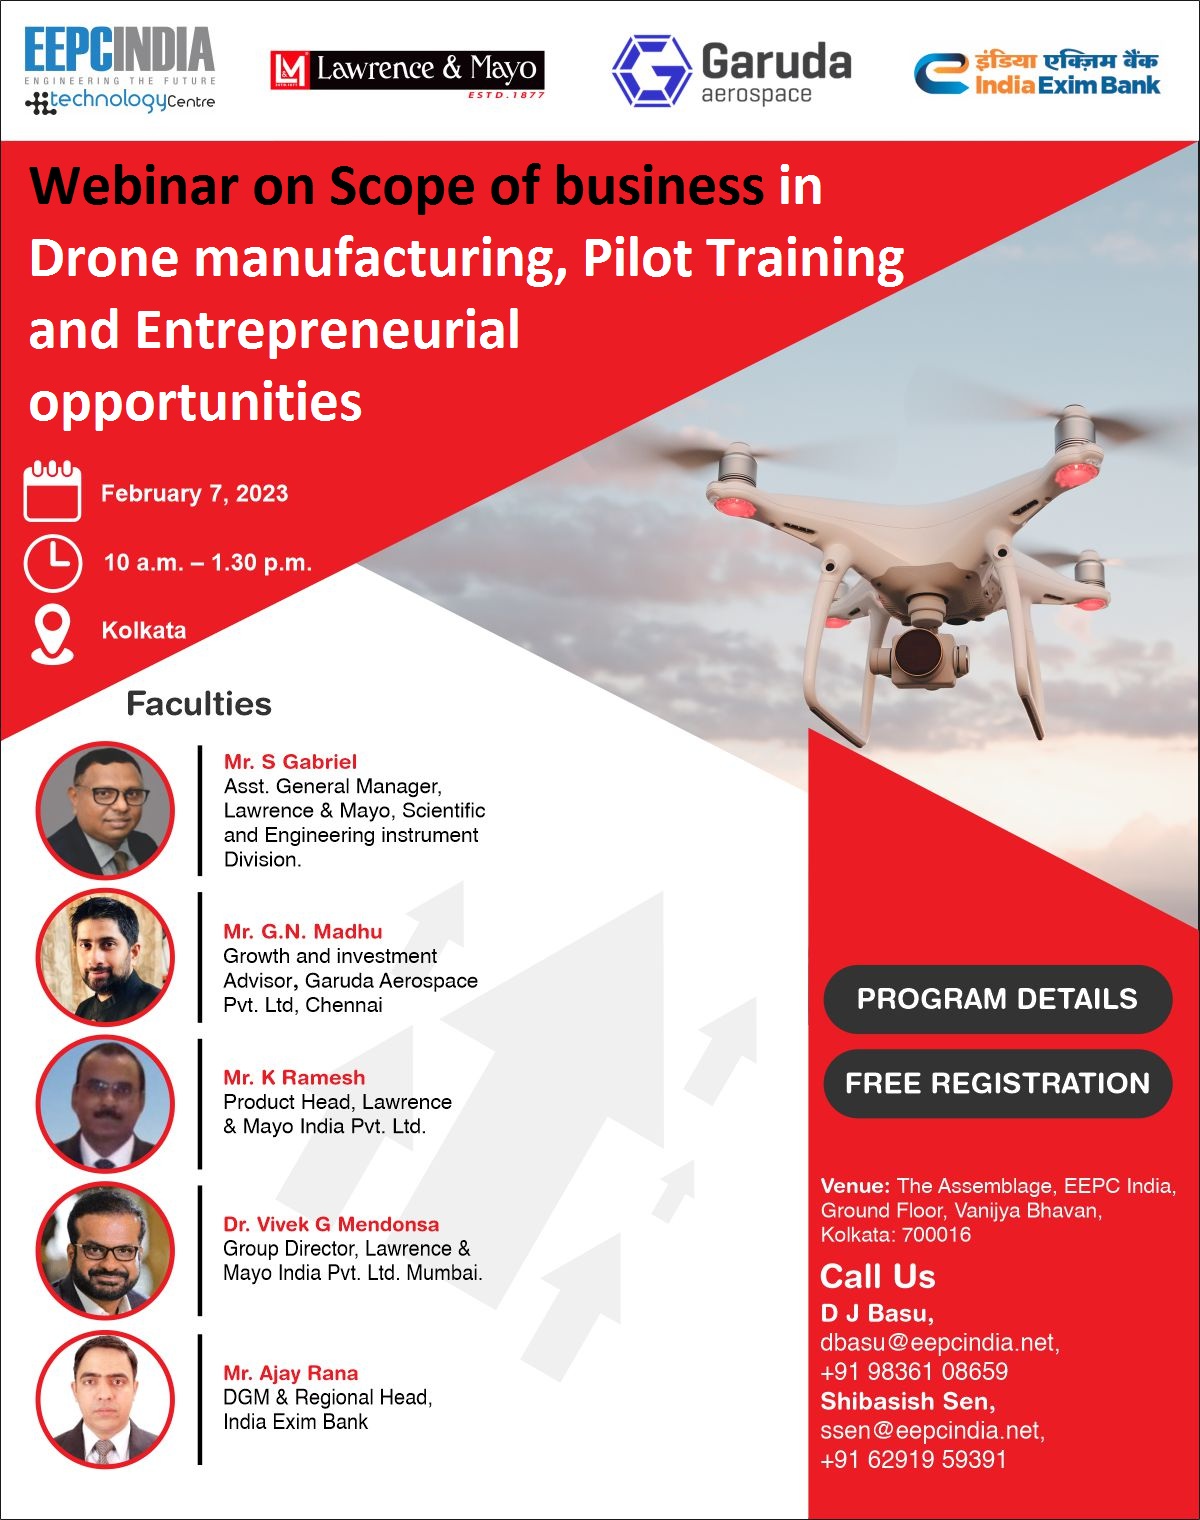 EEPCINDIA
ENGINEERING THE FUTURE
technologyCentre
LM
LAWRENCE & MAYO
ESTD.1877
Garuda
aerospace
इंडिया एक्ज़िम बैंक
India Exim Bank
Webinar on Scope of business in
Drone manufacturing, Pilot Training
and Entrepreneurial
opportunities
February 7, 2023
10 a.m. – 1.30 p.m.
Kolkata
Faculties
Mr. S Gabriel
Asst. General Manager,
Lawrence & Mayo, Scientific
and Engineering instrument
Division.
Mr. G.N. Madhu
Growth and investment
Advisor, Garuda Aerospace
Pvt. Ltd, Chennai
Mr. K Ramesh
Product Head, Lawrence
& Mayo India Pvt. Ltd.
Dr. Vivek G Mendonsa
Group Director, Lawrence &
Mayo India Pvt. Ltd. Mumbai.
Mr. Ajay Rana
DGM & Regional Head,
India Exim Bank
PROGRAM DETAILS
FREE REGISTRATION
Venue: The Assemblage, EEPC India,
Ground Floor, Vanijya Bhavan,
Kolkata: 700016
Call Us
D J Basu,
dbasu@eepcindia.net,
+91 98361 08659
Shibasish Sen,
ssen@eepcindia.net,
+91 62919 59391